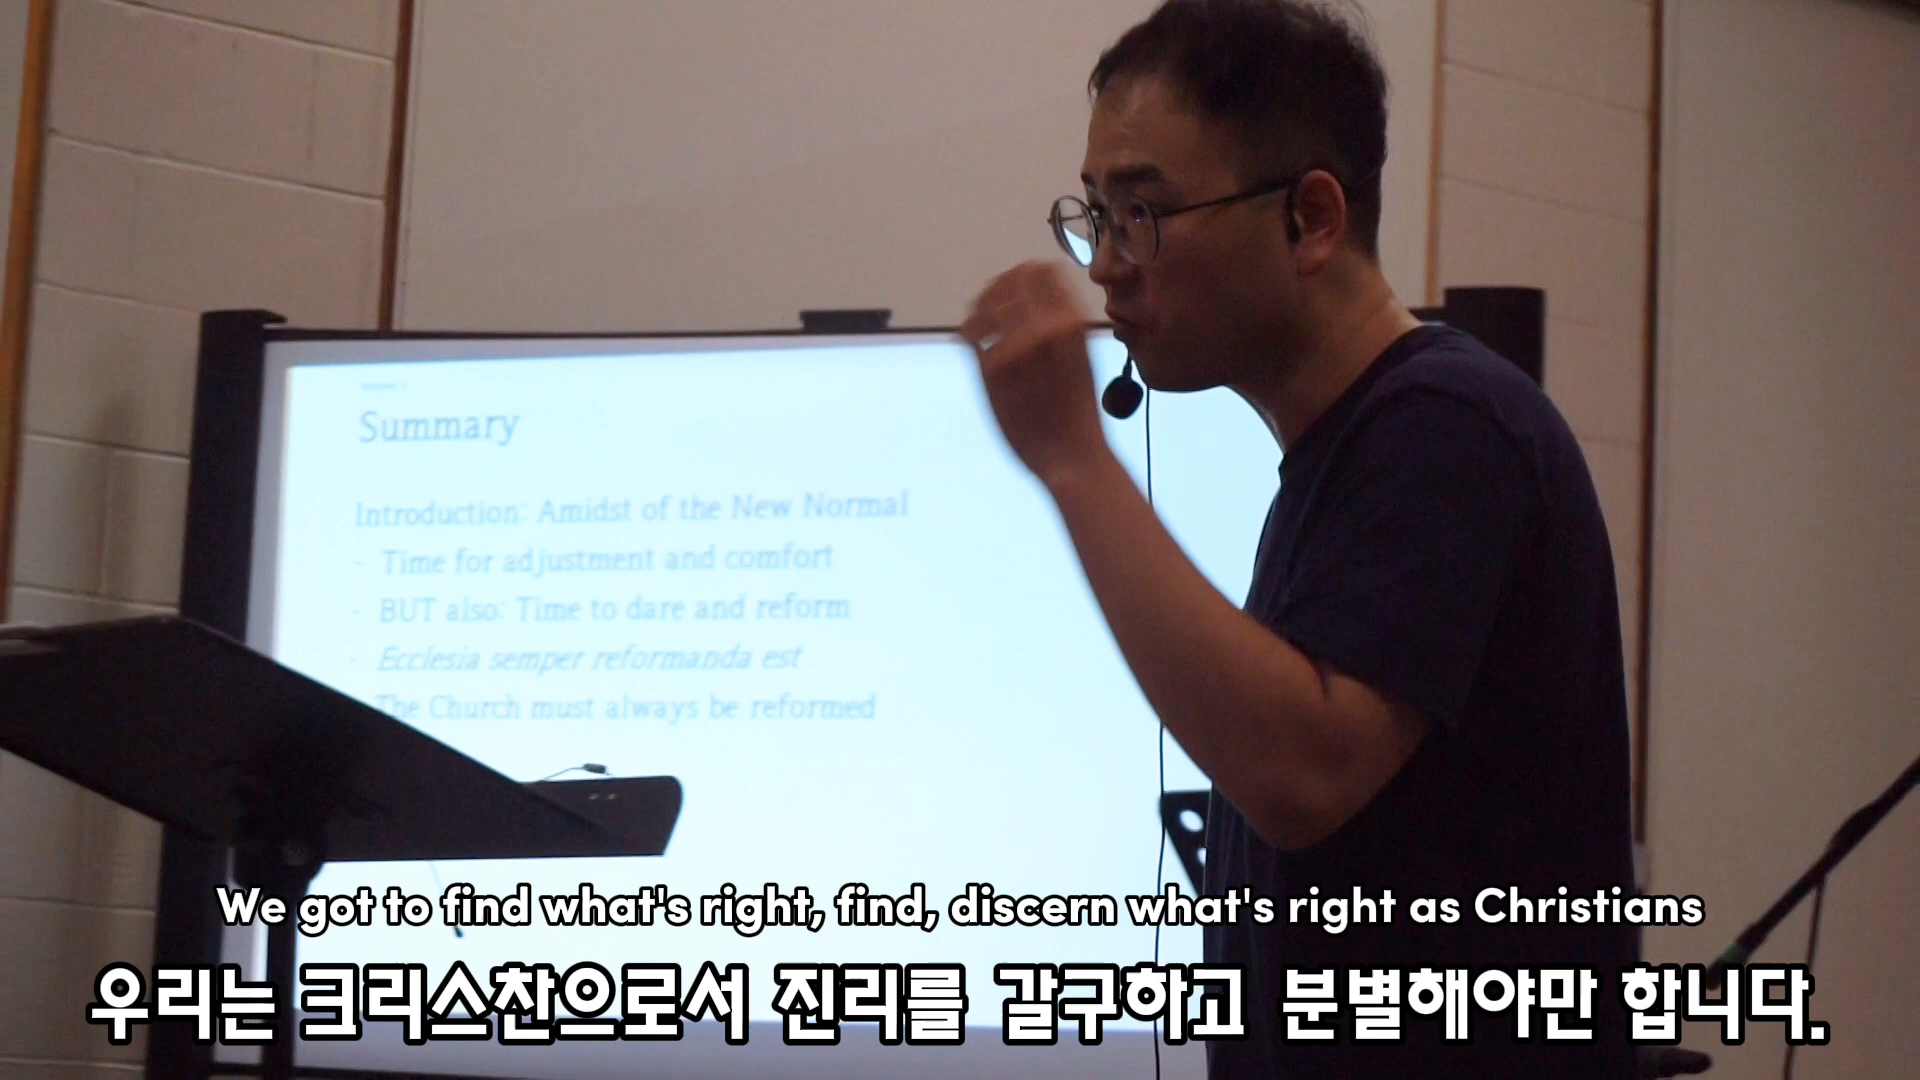 Summary
Introduction: Amidst of the New Normal
- Time for adjustment and comfort
- BUT also: Time to dare and reform
- Ecclesia semper reformanda est
The Church must always be reformed
We got to find what's right, find, discern what's right as Christians
우리는 크리스찬으로서 진리를 갈구하고 분별해야만 합니다.